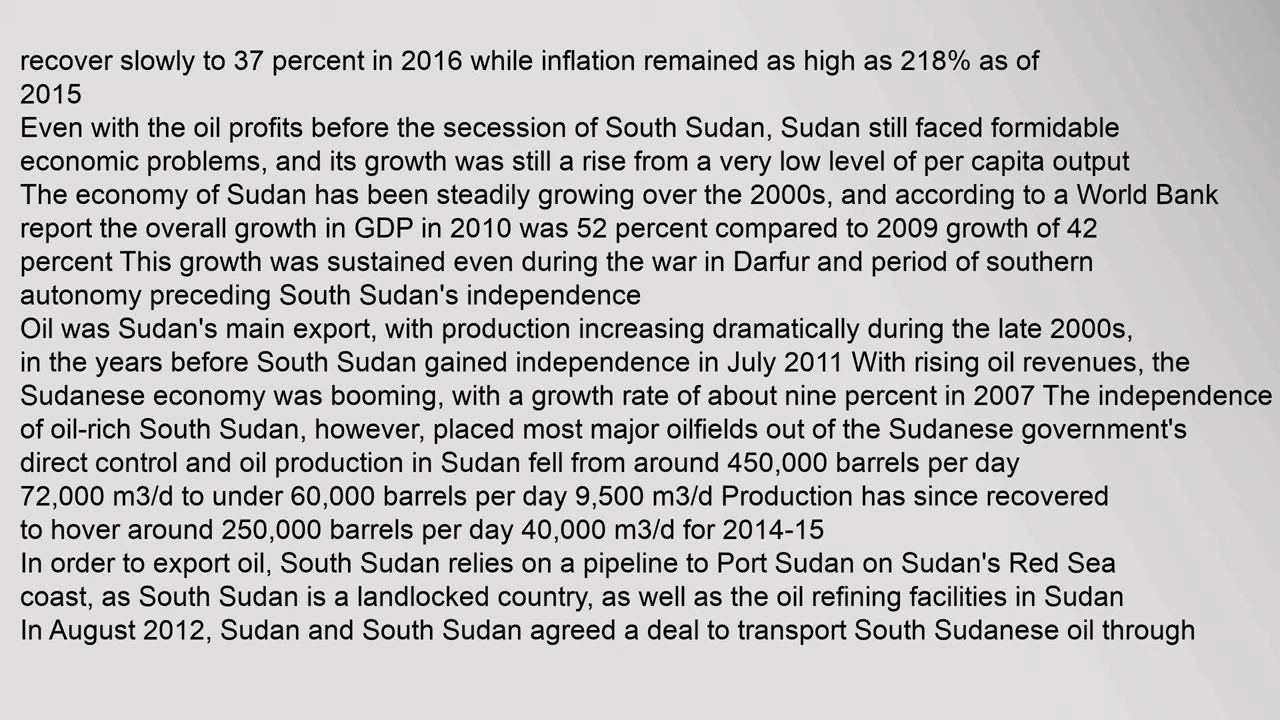 recover slowly to 37 percent in 2016 while inflation remained as high as 218% as of
2015
Even with the oil profits before the secession of South Sudan, Sudan still faced formidable
economic problems, and its growth was still a rise from a very low level of per capita output
The economy of Sudan has been steadily growing over the 2000s, and according to a World Bank
report the overall growth in GDP in 2010 was 52 percent compared to 2009 growth of 42
percent This growth was sustained even during the war in Darfur and period of southern
autonomy preceding South Sudan's independence
Oil was Sudan's main export, with production increasing dramatically during the late 2000s,
in the years before South Sudan gained independence in July 2011 With rising oil revenues, the
Sudanese economy was booming, with a growth rate of about nine percent in 2007 The independence
of oil-rich South Sudan, however, placed most major oilfields out of the Sudanese government's
direct control and oil production in Sudan fell from around 450,000 barrels per day
72,000 m3/d to under 60,000 barrels per day 9,500 m3/d Production has since recovered
to hover around 250,000 barrels per day 40,000 m3/d for 2014-15
In order to export oil, South Sudan relies on a pipeline to Port Sudan on Sudan's Red Sea
coast, as South Sudan is a landlocked country, as well as the oil refining facilities in Sudan
In August 2012, Sudan and South Sudan agreed a deal to transport South Sudanese oil through